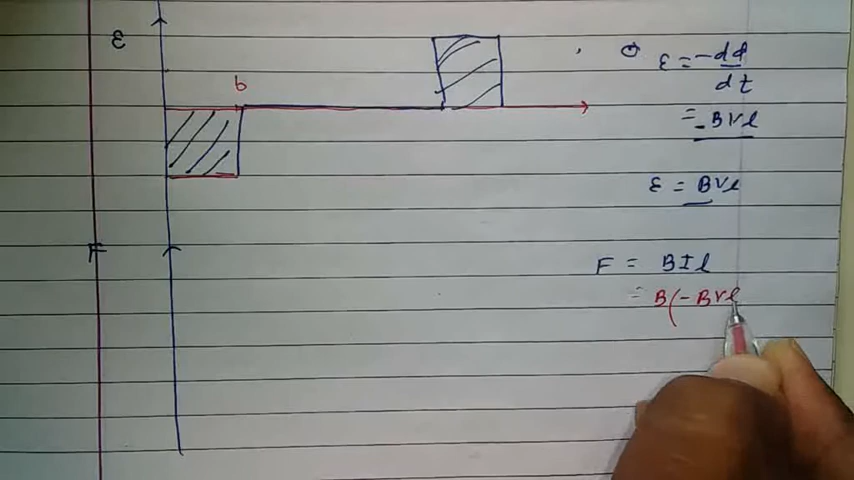 ε
b
ε = -dϕ
dt
= -Bvl
ε = Bvl
F
F = BIl
= B(-Bvl